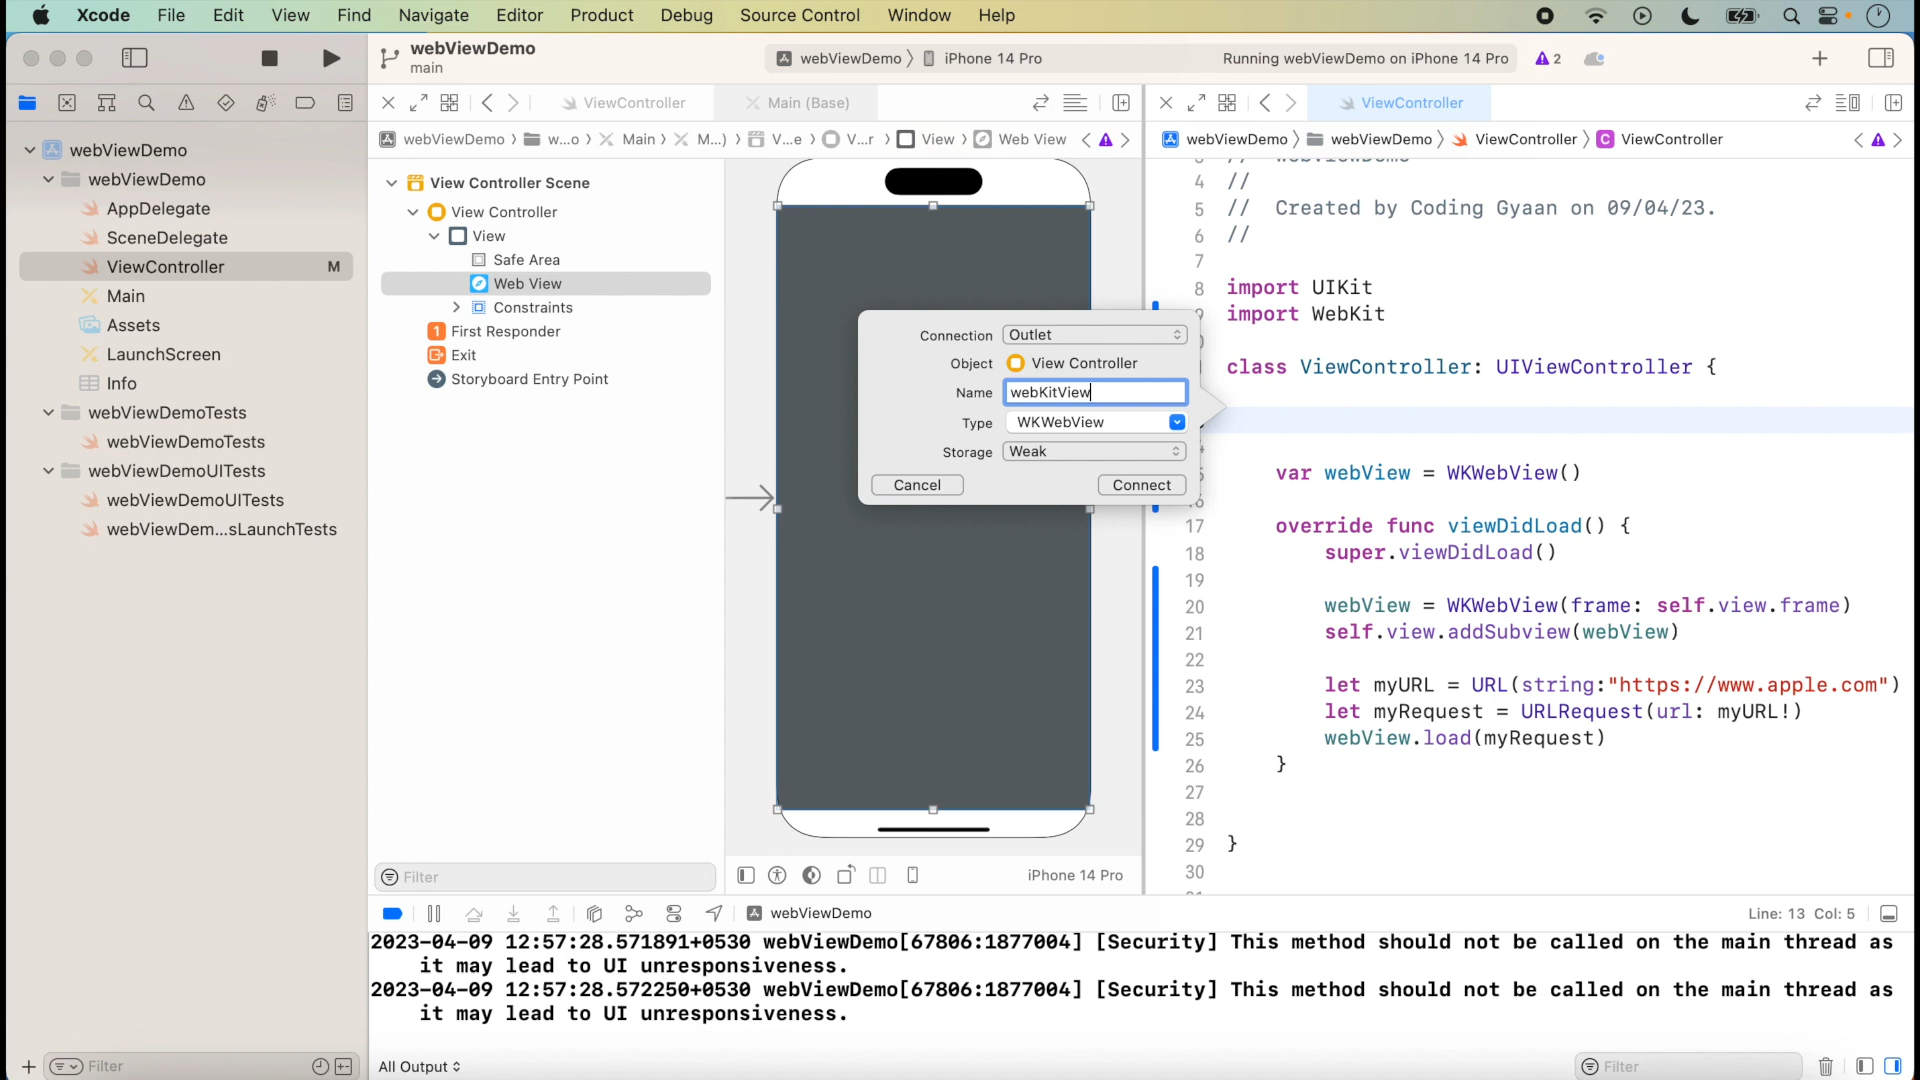 Xcode File Edit View Find Navigate Editor Product Debug Source Control Window Help
webViewDemo
main
webViewDemo 〉 iPhone 14 Pro
Running webViewDemo on iPhone 14 Pro
2
ViewController
Main (Base)
ViewController
webViewDemo 〉 w...o 〉 Main 〉 M...) 〉 V...e 〉 V...r 〉 View 〉 Web View
webViewDemo 〉 webViewDemo 〉 ViewController 〉 C ViewController
webViewDemo
webViewDemo
AppDelegate
SceneDelegate
ViewController M
Main
Assets
LaunchScreen
Info
webViewDemoTests
webViewDemoTests
webViewDemoUITests
webViewDemoUITests
webViewDem...sLaunchTests
Filter
View Controller Scene
View Controller
View
Safe Area
Web View
Constraints
1 First Responder
Exit
Storyboard Entry Point
Filter
Connection Outlet
Object View Controller
Name webKitView
Type WKWebView
Storage Weak
Cancel Connect
iPhone 14 Pro
4 //
5 // Created by Coding Gyaan on 09/04/23.
6 //
7
8 import UIKit
import WebKit
class ViewController: UIViewController {
var webView = WKWebView()
17 override func viewDidLoad() {
18 super.viewDidLoad()
19
20 webView = WKWebView(frame: self.view.frame)
21 self.view.addSubview(webView)
22
23 let myURL = URL(string:"https://www.apple.com")
24 let myRequest = URLRequest(url: myURL!)
25 webView.load(myRequest)
26 }
27
28
29 }
30
webViewDemo
Line: 13 Col: 5
2023-04-09 12:57:28.571891+0530 webViewDemo[67806:1877004] [Security] This method should not be called on the main thread as
it may lead to UI unresponsiveness.
2023-04-09 12:57:28.572250+0530 webViewDemo[67806:1877004] [Security] This method should not be called on the main thread as
it may lead to UI unresponsiveness.
All Output
Filter